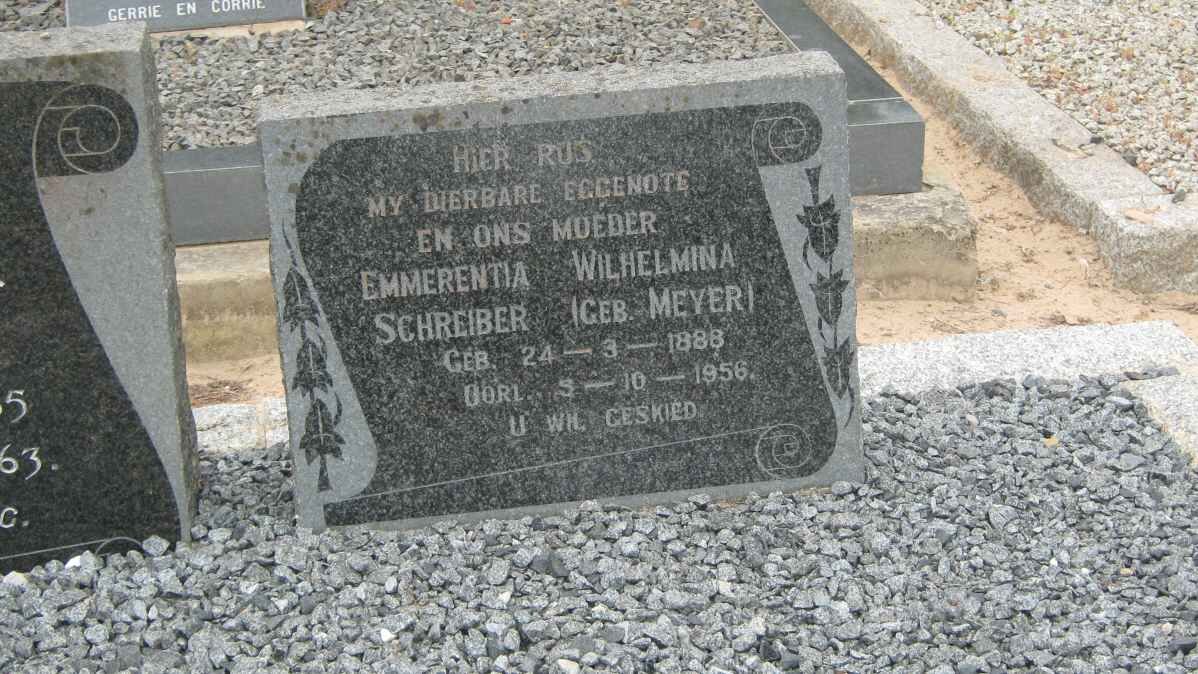 GERRIE EN CORRIE
HIER RUS
MY DIERBARE EGGENOTE
EN ONS MOEDER
EMMERENTIA WILHELMINA
SCHREIBER (GEB. MEYER)
GEB. 24 – 3 – 1888
OORL. 3 – 10 – 1956.
U WIL GESKIED.
5
63.
C.